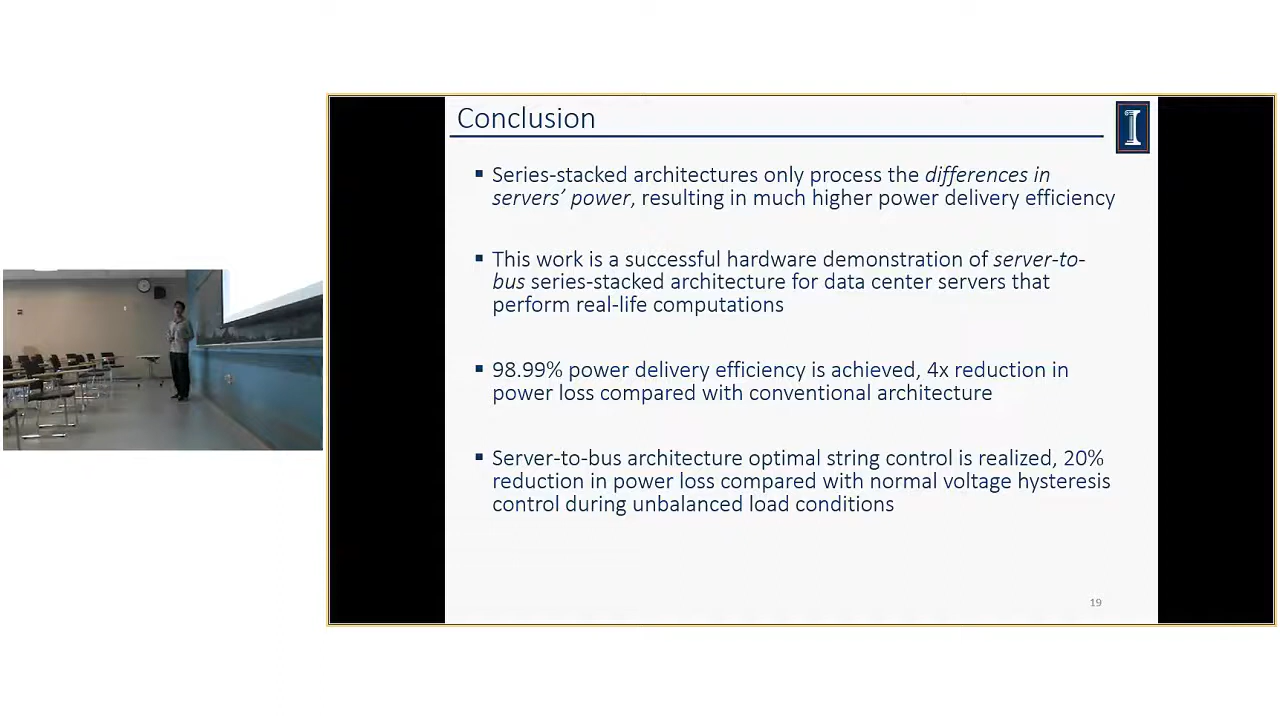 Conclusion
▪ Series-stacked architectures only process the differences in
servers’ power, resulting in much higher power delivery efficiency
▪ This work is a successful hardware demonstration of server-to-
bus series-stacked architecture for data center servers that
perform real-life computations
▪ 98.99% power delivery efficiency is achieved, 4x reduction in
power loss compared with conventional architecture
▪ Server-to-bus architecture optimal string control is realized, 20%
reduction in power loss compared with normal voltage hysteresis
control during unbalanced load conditions
19